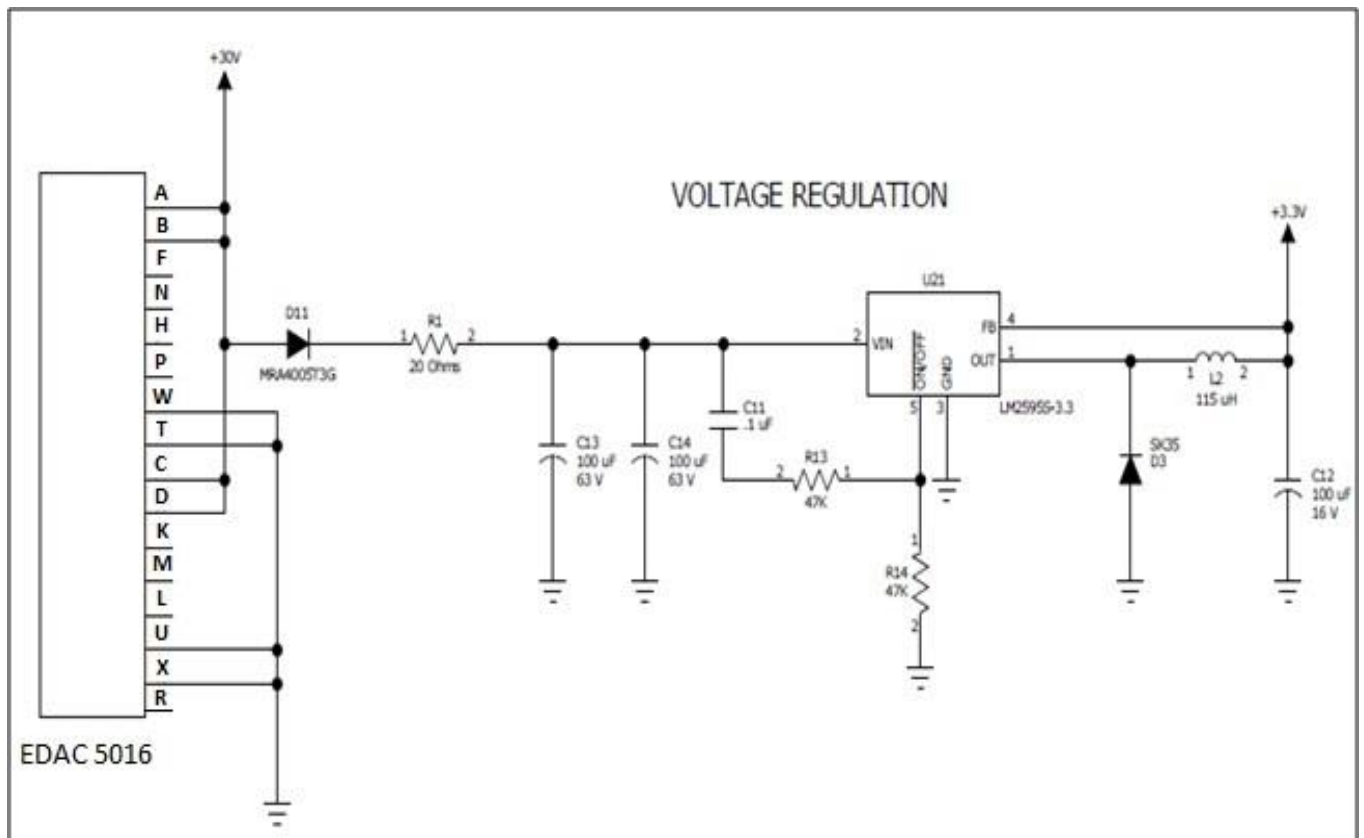 +30V
A
B
F
N
H
P
W
T
C
D
K
M
L
U
X
R
EDAC 5016
VOLTAGE REGULATION
D11
MRA4005T3G
1
R1
2
20 Ohms
C13
100 uF
63 V
C14
100 uF
63 V
C11
.1 uF
2
R13
1
47K
U21
2
VIN
ON/OFF
GND
FB
4
OUT
1
5
3
LM2595S-3.3
1
R14
47K
2
SK35
D3
1
L2
2
115 uH
+3.3V
C12
100 uF
16 V